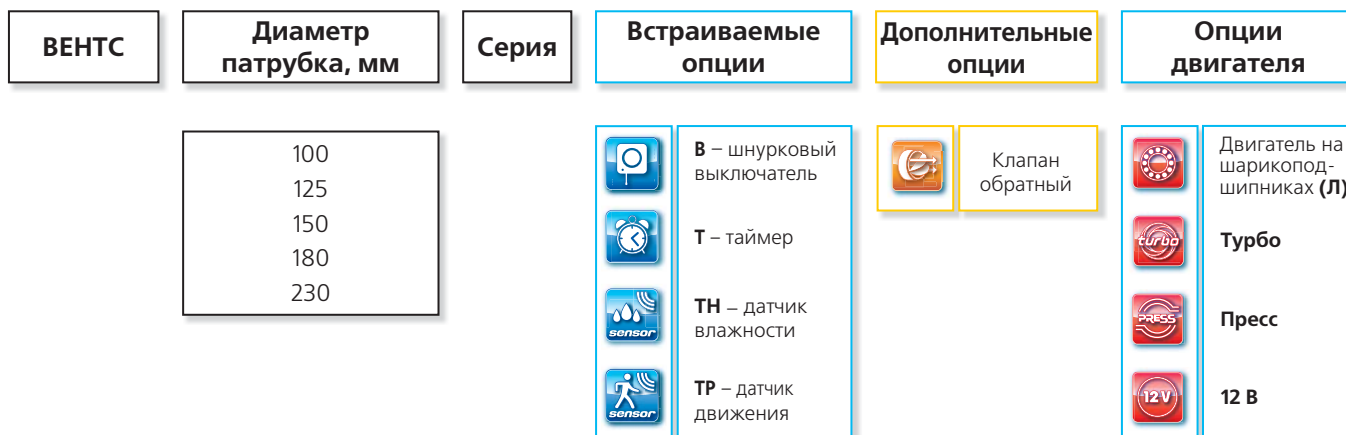 ВЕНТС
Диаметр
патрубка, мм
Серия
Встраиваемые
опции
Дополнительные
опции
Опции
двигателя
100
125
150
180
230
В – шнурковый
выключатель
Т – таймер
sensor
ТН – датчик
влажности
sensor
ТР – датчик
движения
Клапан
обратный
Двигатель на
шарикопод-
шипниках (Л)
turbo
Турбо
PRESS
Пресс
12 V
12 В